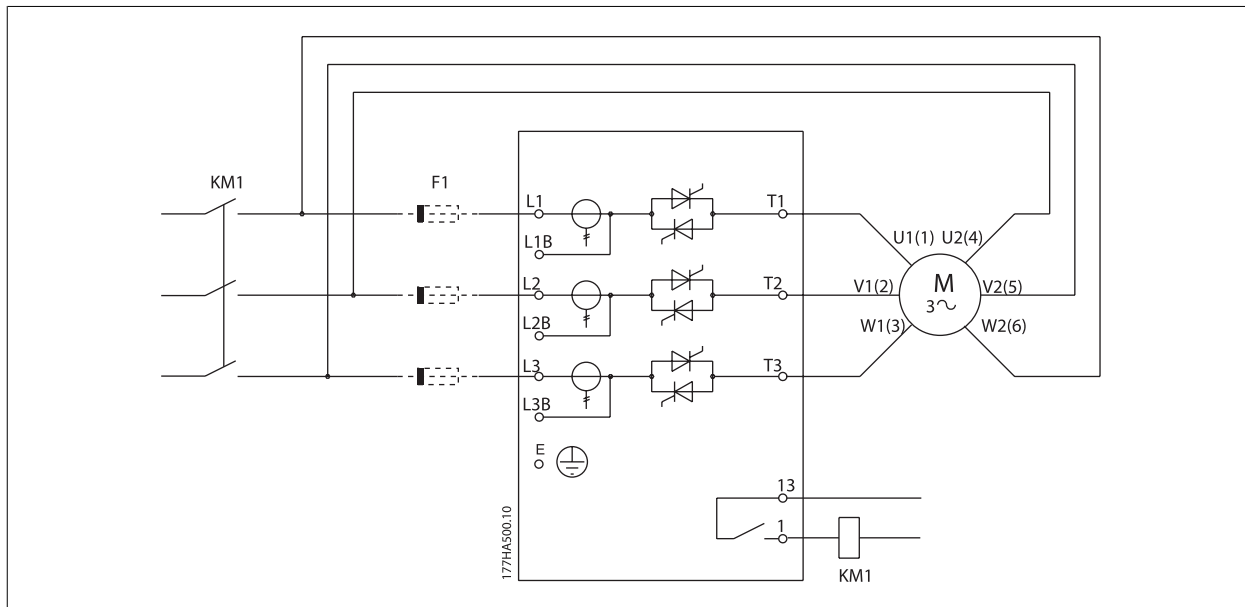 KM1
F1
L1
T1
L1B
U1(1) U2(4)
L2
T2
V1(2)
M
3
V2(5)
L2B
W1(3)
W2(6)
L3
T3
L3B
E
13
1
177HA500.10
KM1